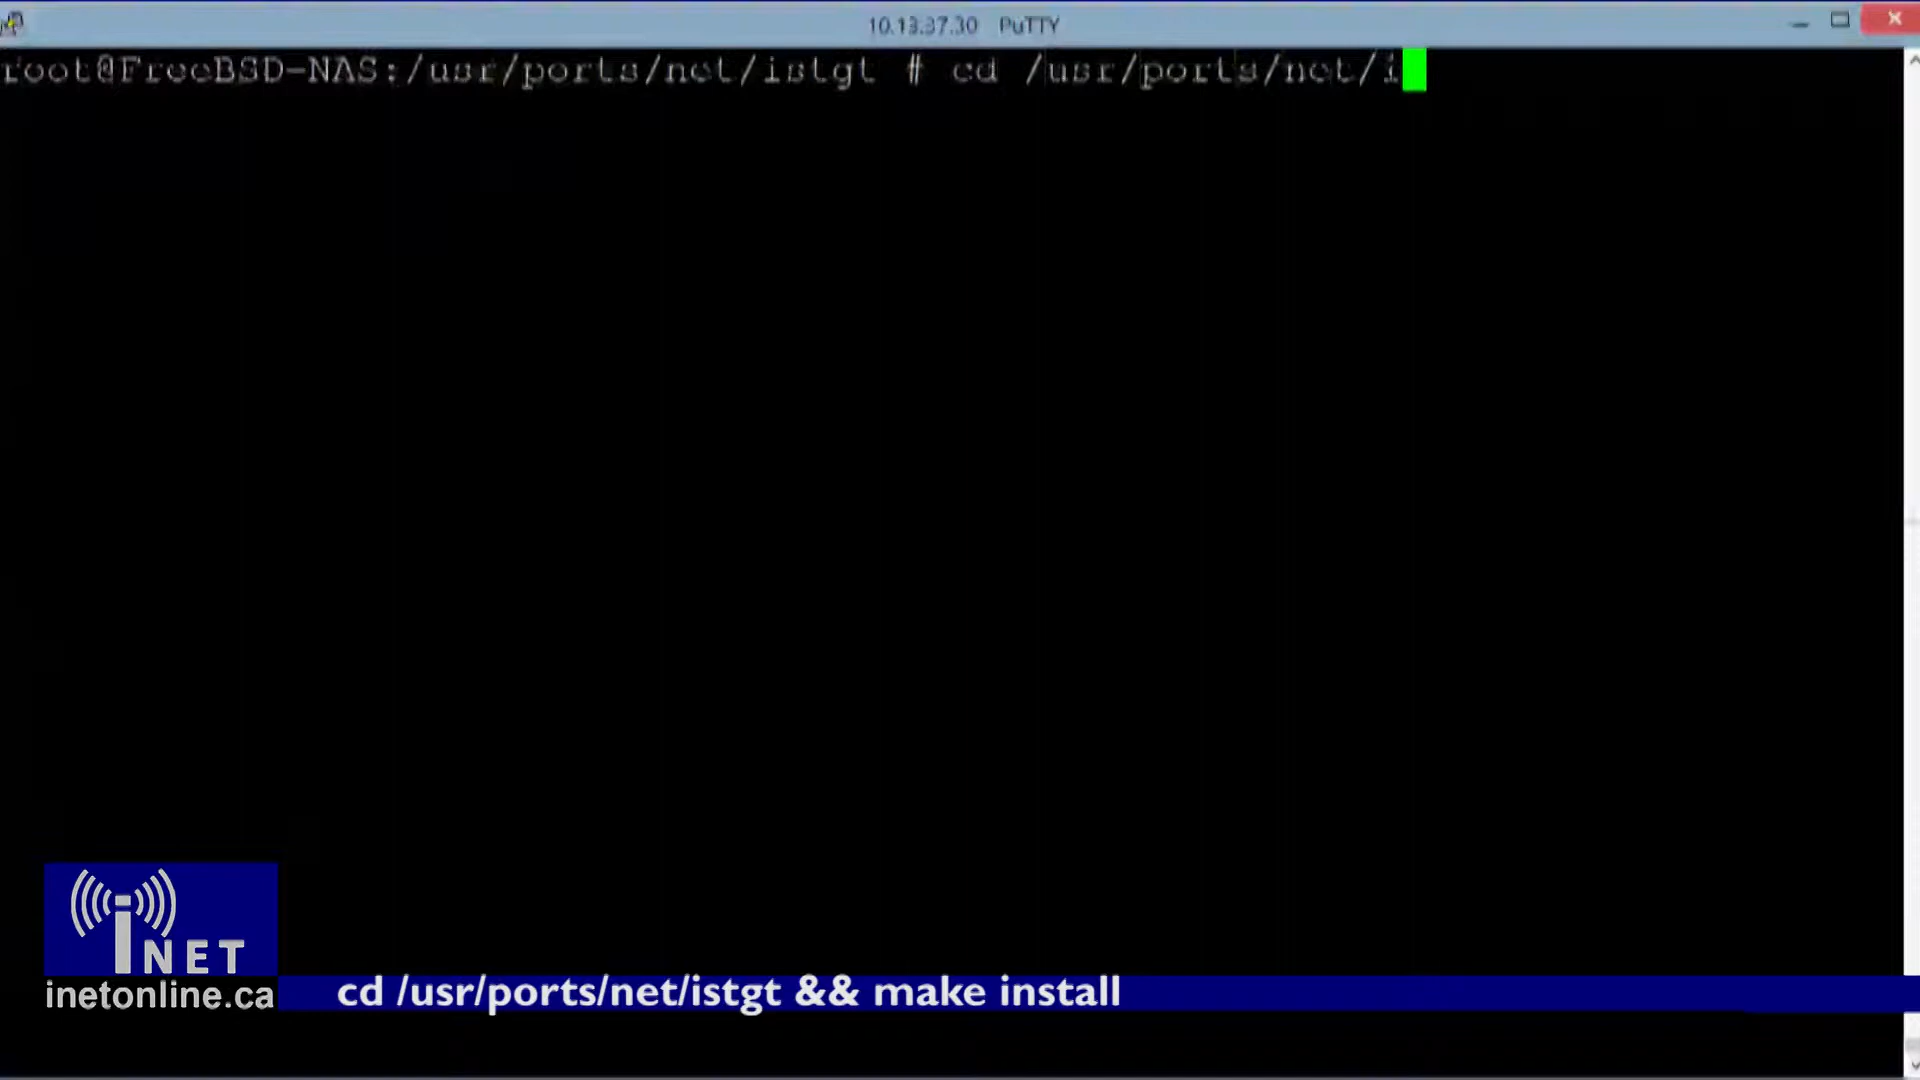 10.13.37.30 PuTTY
root@FreeBSD-NAS:/usr/ports/net/istgt # cd /usr/ports/net/i
iNET
inetonline.ca
cd /usr/ports/net/istgt && make install